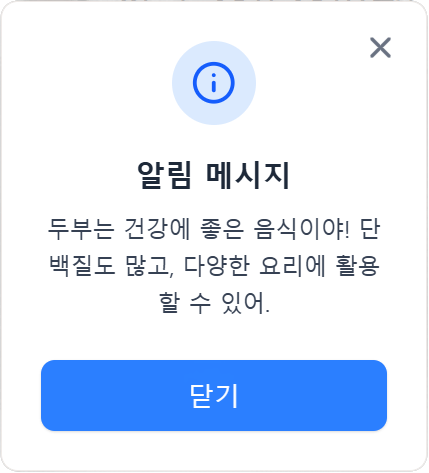 알림 메시지
두부는 건강에 좋은 음식이야! 단
백질도 많고, 다양한 요리에 활용
할 수 있어.
닫기